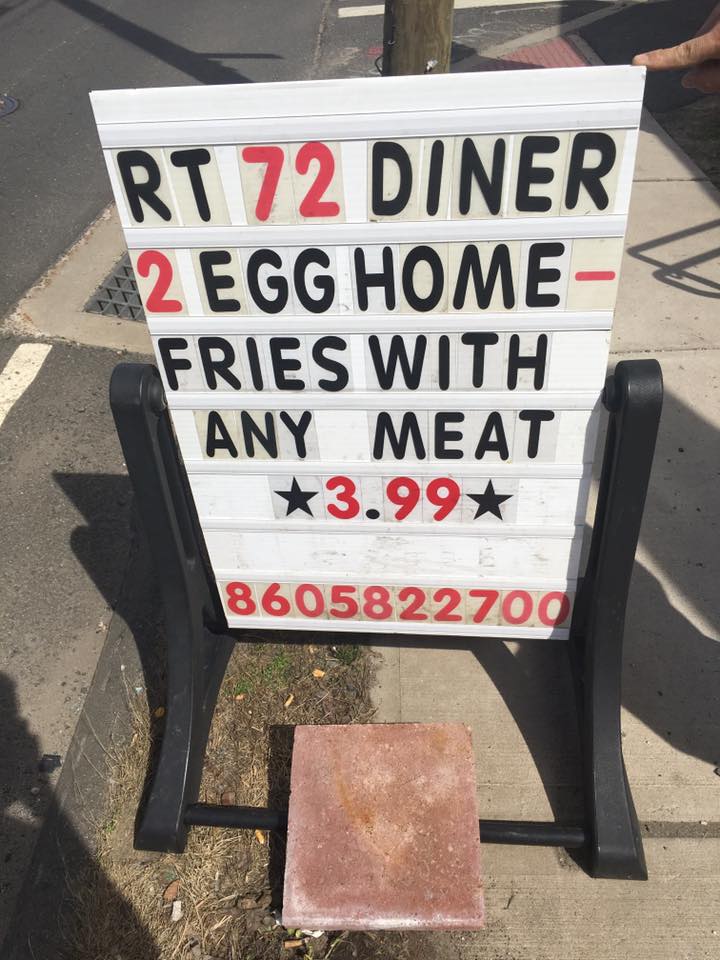 RT 72 DINER
2 EGG HOME-
FRIES WITH
ANY MEAT
★3.99★
8605822700